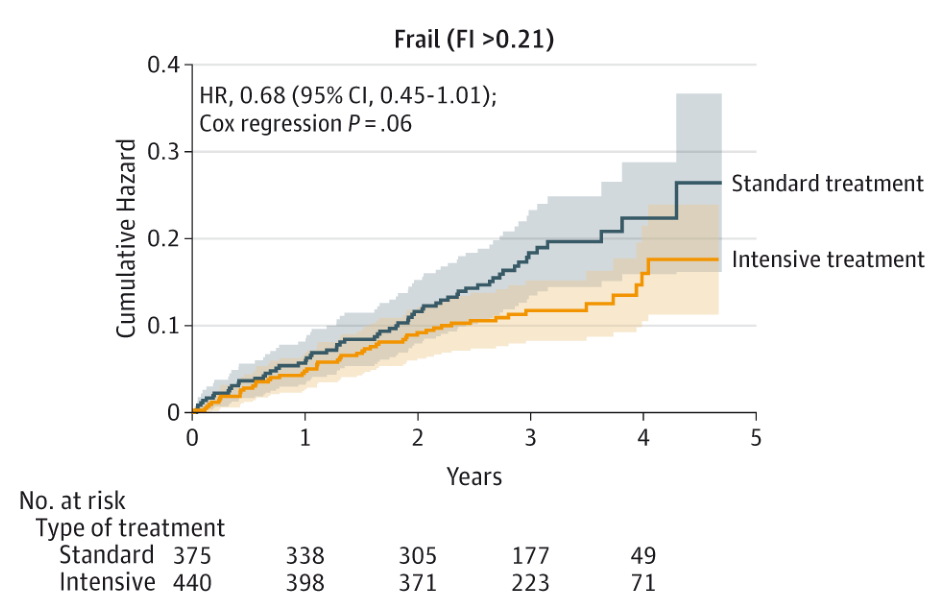 Frail (FI >0.21)
HR, 0.68 (95% CI, 0.45-1.01);
Cox regression P = .06
Cumulative Hazard
0.4
0.3
0.2
0.1
0
Standard treatment
Intensive treatment
0 1 2 3 4 5
Years
No. at risk
Type of treatment
Standard 375 338 305 177 49
Intensive 440 398 371 223 71